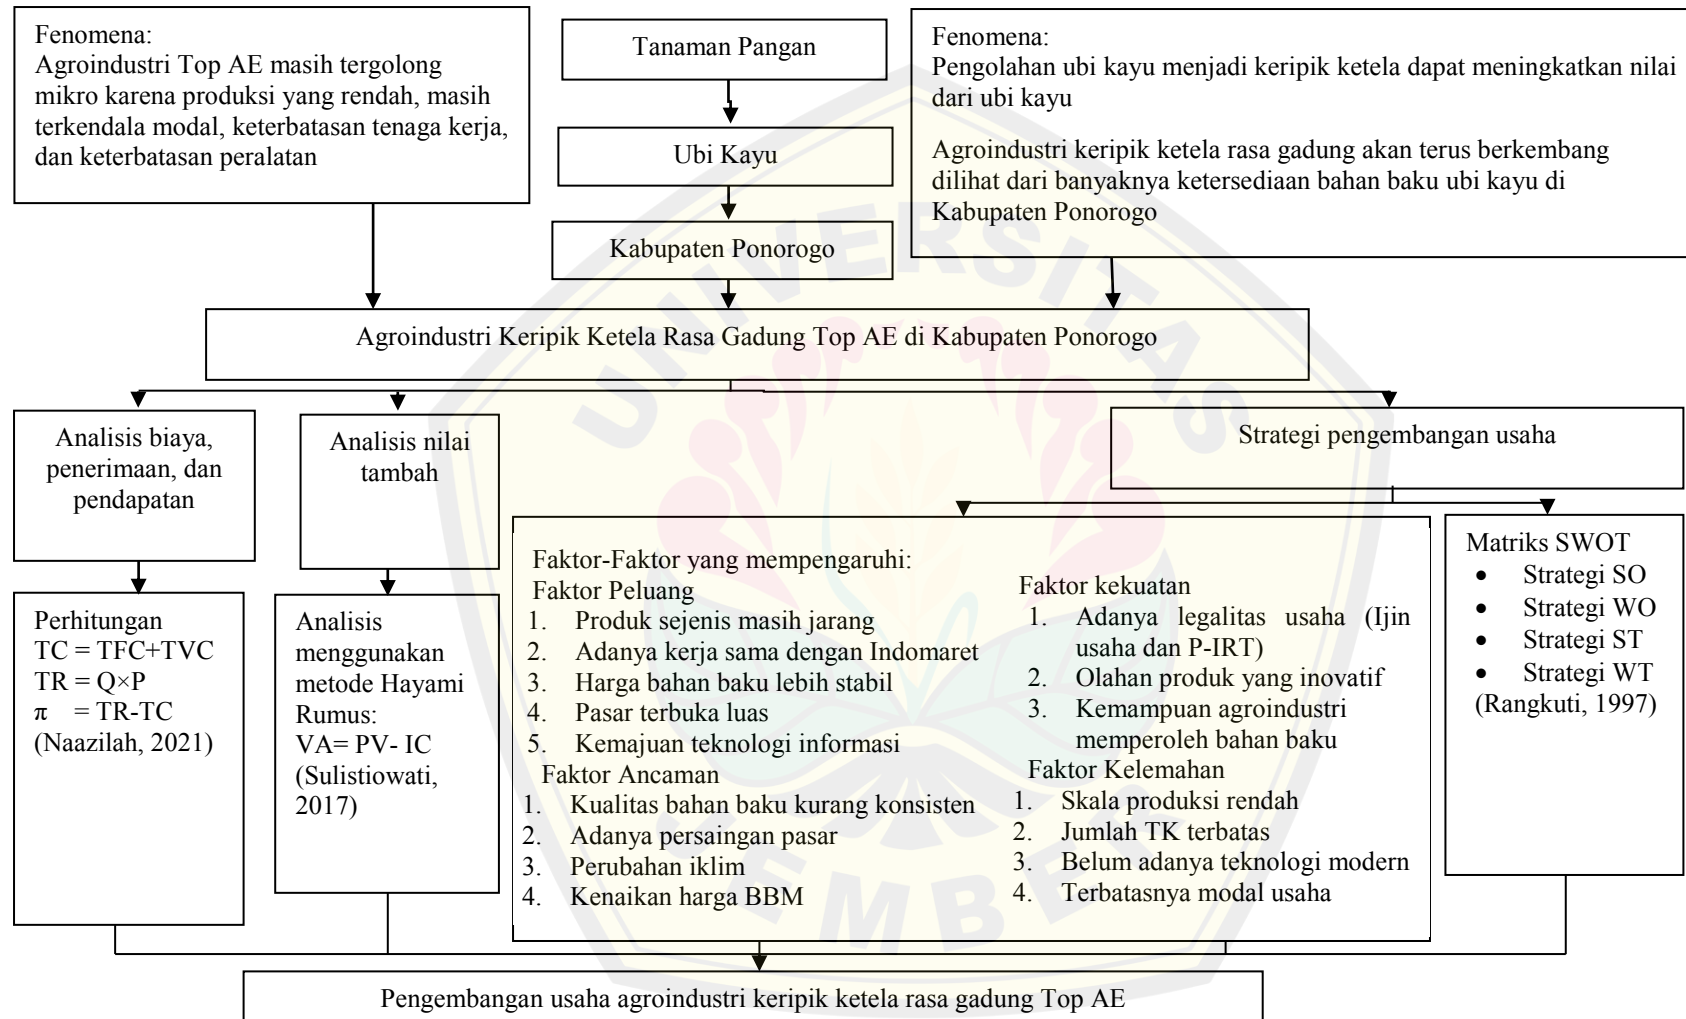 Fenomena:
Agroindustri Top AE masih tergolong
mikro karena produksi yang rendah, masih
terkendala modal, keterbatasan tenaga kerja,
dan keterbatasan peralatan
Tanaman Pangan
Ubi Kayu
Kabupaten Ponorogo
Fenomena:
Pengolahan ubi kayu menjadi keripik ketela dapat meningkatkan nilai
dari ubi kayu
Agroindustri keripik ketela rasa gadung akan terus berkembang
dilihat dari banyaknya ketersediaan bahan baku ubi kayu di
Kabupaten Ponorogo
Agroindustri Keripik Ketela Rasa Gadung Top AE di Kabupaten Ponorogo
Analisis biaya,
penerimaan, dan
pendapatan
Analisis nilai
tambah
Strategi pengembangan usaha
Perhitungan
TC = TFC+TVC
TR = Q×P
π = TR-TC
(Naazilah, 2021)
Analisis
menggunakan
metode Hayami
Rumus:
VA= PV- IC
(Sulistiowati,
2017)
Faktor-Faktor yang mempengaruhi:
Faktor Peluang
1. Produk sejenis masih jarang
2. Adanya kerja sama dengan Indomaret
3. Harga bahan baku lebih stabil
4. Pasar terbuka luas
5. Kemajuan teknologi informasi
Faktor Ancaman
1. Kualitas bahan baku kurang konsisten
2. Adanya persaingan pasar
3. Perubahan iklim
4. Kenaikan harga BBM
Faktor kekuatan
1. Adanya legalitas usaha (Ijin
usaha dan P-IRT)
2. Olahan produk yang inovatif
3. Kemampuan agroindustri
memperoleh bahan baku
Faktor Kelemahan
1. Skala produksi rendah
2. Jumlah TK terbatas
3. Belum adanya teknologi modern
4. Terbatasnya modal usaha
Matriks SWOT
• Strategi SO
• Strategi WO
• Strategi ST
• Strategi WT
(Rangkuti, 1997)
Pengembangan usaha agroindustri keripik ketela rasa gadung Top AE
UNIVERSITAS
JEMBER